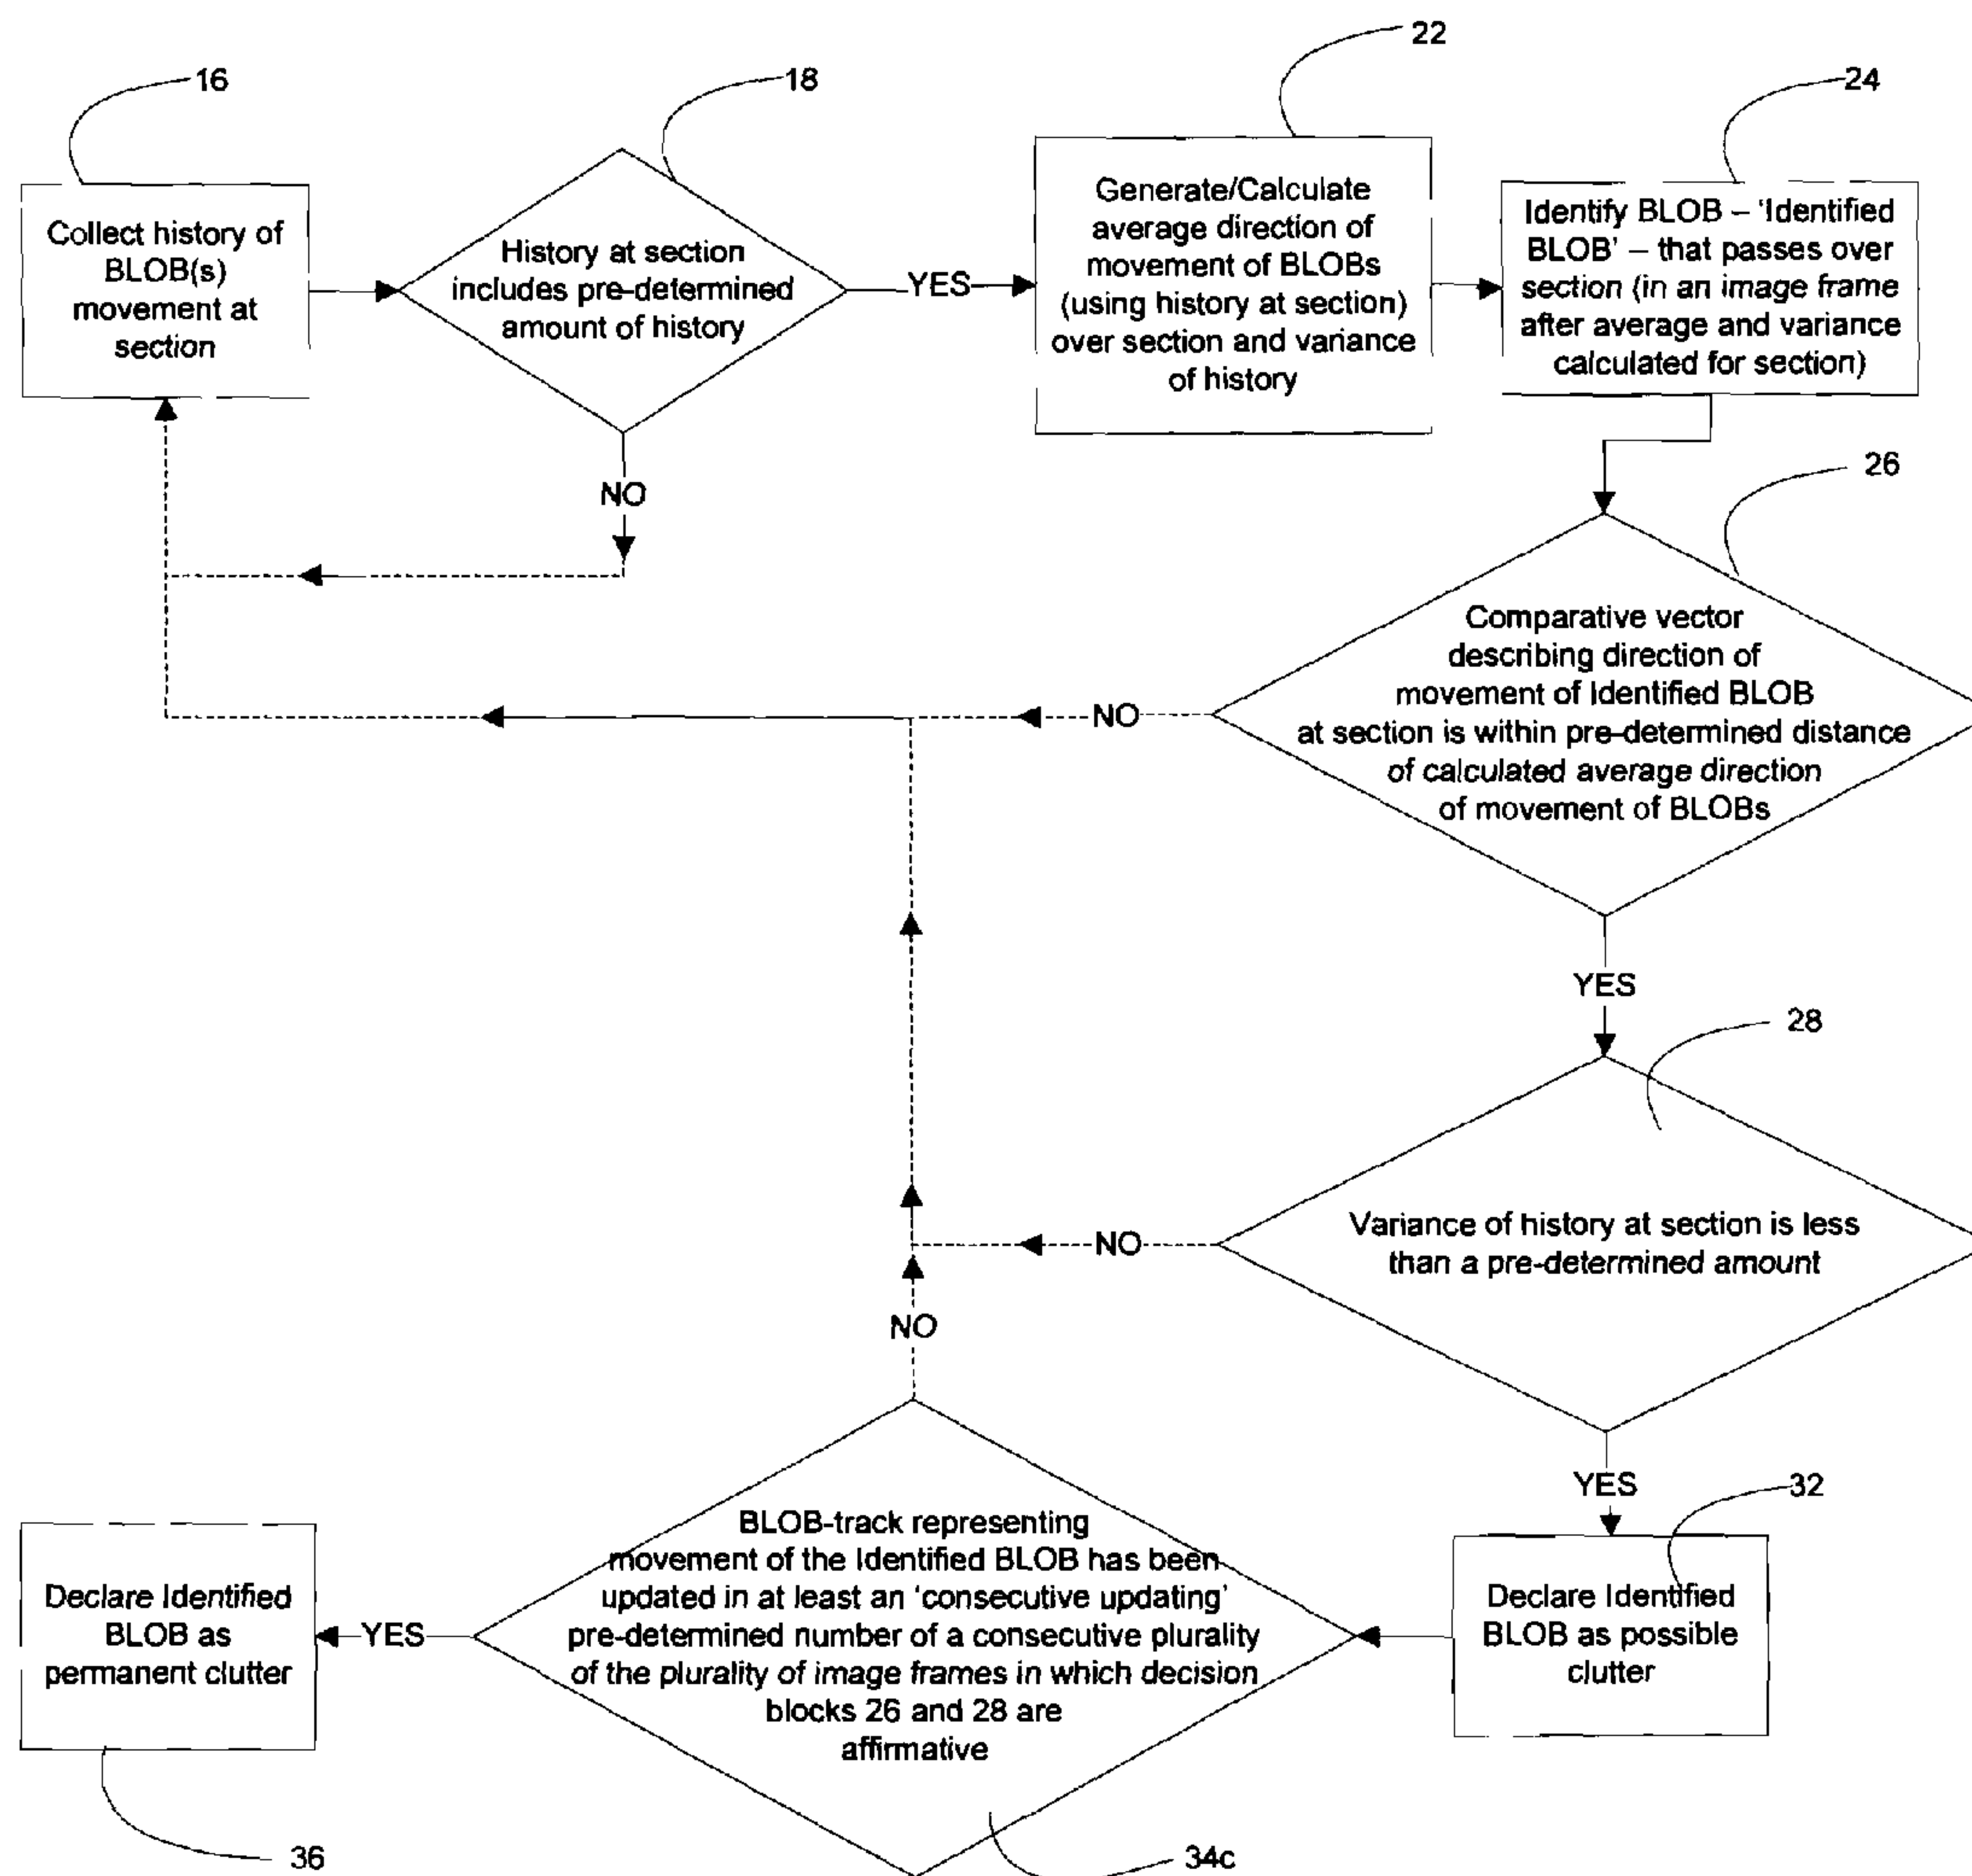 22
16
18
24
Collect history of
BLOB(s)
movement at
section
History at section
includes pre-determined
amount of history
YES
Generate/Calculate
average direction of
movement of BLOBs
(using history at section)
over section and variance
of history
Identify BLOB – 'Identified
BLOB' – that passes over
section (in an image frame
after average and variance
calculated for section)
NO
26
Comparative vector
describing direction of
movement of Identified BLOB
at section is within pre-determined distance
of calculated average direction
of movement of BLOBs
NO
YES
28
Variance of history at section is less
than a pre-determined amount
NO
NO
YES
32
Declare Identified
BLOB as possible
clutter
BLOB-track representing
movement of the Identified BLOB has been
updated in at least an 'consecutive updating'
pre-determined number of a consecutive plurality
of the plurality of image frames in which decision
blocks 26 and 28 are
affirmative
YES
Declare Identified
BLOB as
permanent clutter
36
34c